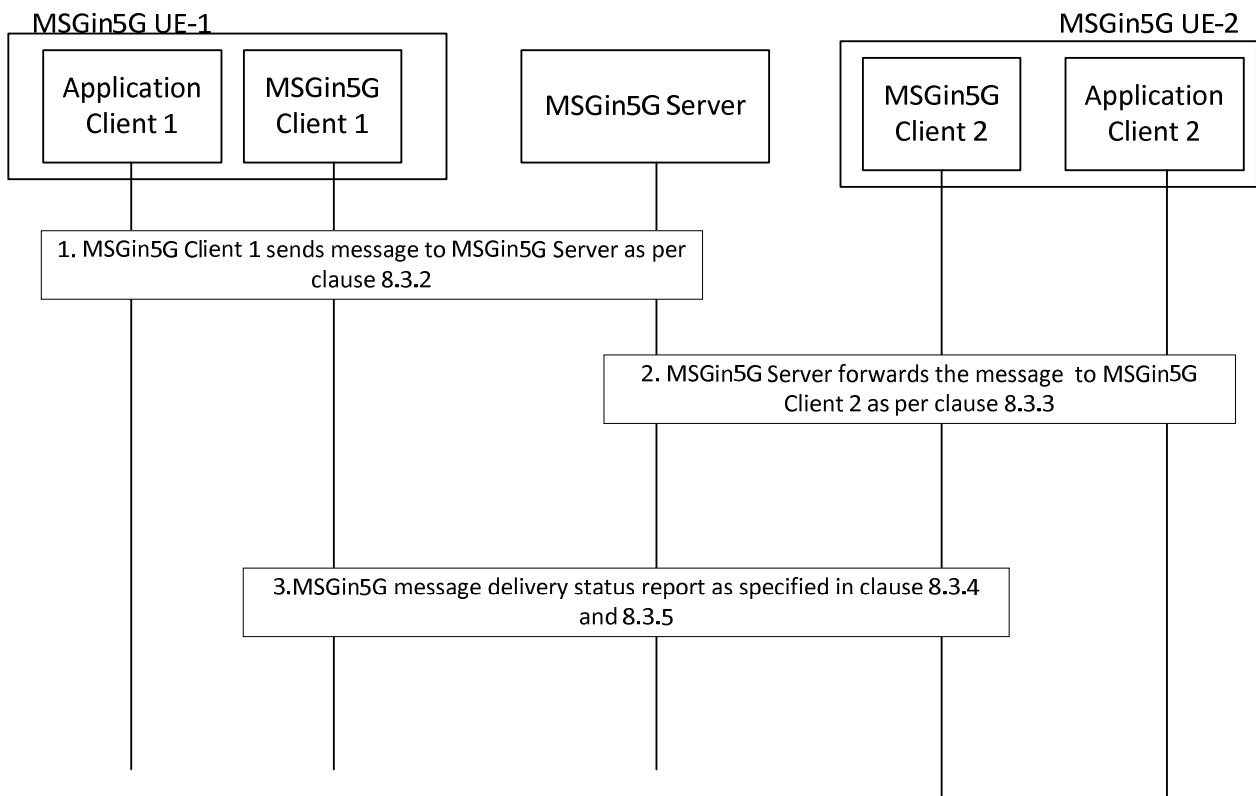 MSGin5G UE-1
MSGin5G UE-2
Application
Client 1
MSGin5G
Client 1
MSGin5G Server
MSGin5G
Client 2
Application
Client 2
1. MSGin5G Client 1 sends message to MSGin5G Server as per
clause 8.3.2
2. MSGin5G Server forwards the message to MSGin5G
Client 2 as per clause 8.3.3
3.MSGin5G message delivery status report as specified in clause 8.3.4
and 8.3.5